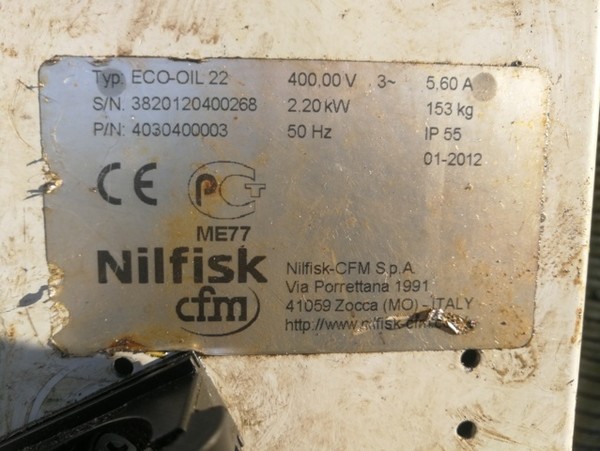 Typ. ECO-OIL 22 400.00 V 3~ 5.60 A
S/N. 3820120400268 2.20 kW 153 kg
P/N: 4030400003 50 Hz IP 55
01-2012
CE PCT
ME77
Nilfisk
cfm
Nilfisk-CFM S.p.A.
Via Porrettana 1991
41059 Zocca (MO) - ITALY